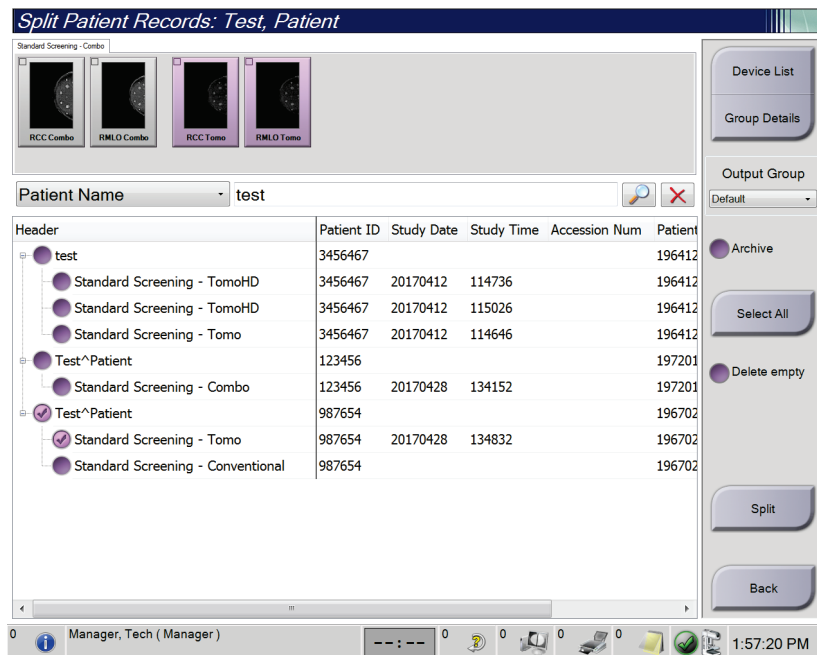 Split Patient Records: Test, Patient
Standard Screening - Combo
RCC Combo RMLO Combo RCC Tomo RMLO Tomo
Device List
Group Details
Output Group
Default
Patient Name test
Header Patient ID Study Date Study Time Accession Num Patient
test 3456467 196412
Standard Screening - TomoHD 3456467 20170412 114736 196412
Standard Screening - TomoHD 3456467 20170412 115026 196412
Standard Screening - Tomo 3456467 20170412 114646 196412
Test^Patient 123456 197201
Standard Screening - Combo 123456 20170428 134152 197201
Test^Patient 987654 196702
Standard Screening - Tomo 987654 20170428 134832 196702
Standard Screening - Conventional 987654 196702
Archive
Select All
Delete empty
Split
Back
0 Manager, Tech ( Manager ) --:-- 0 0 0 0 1:57:20 PM